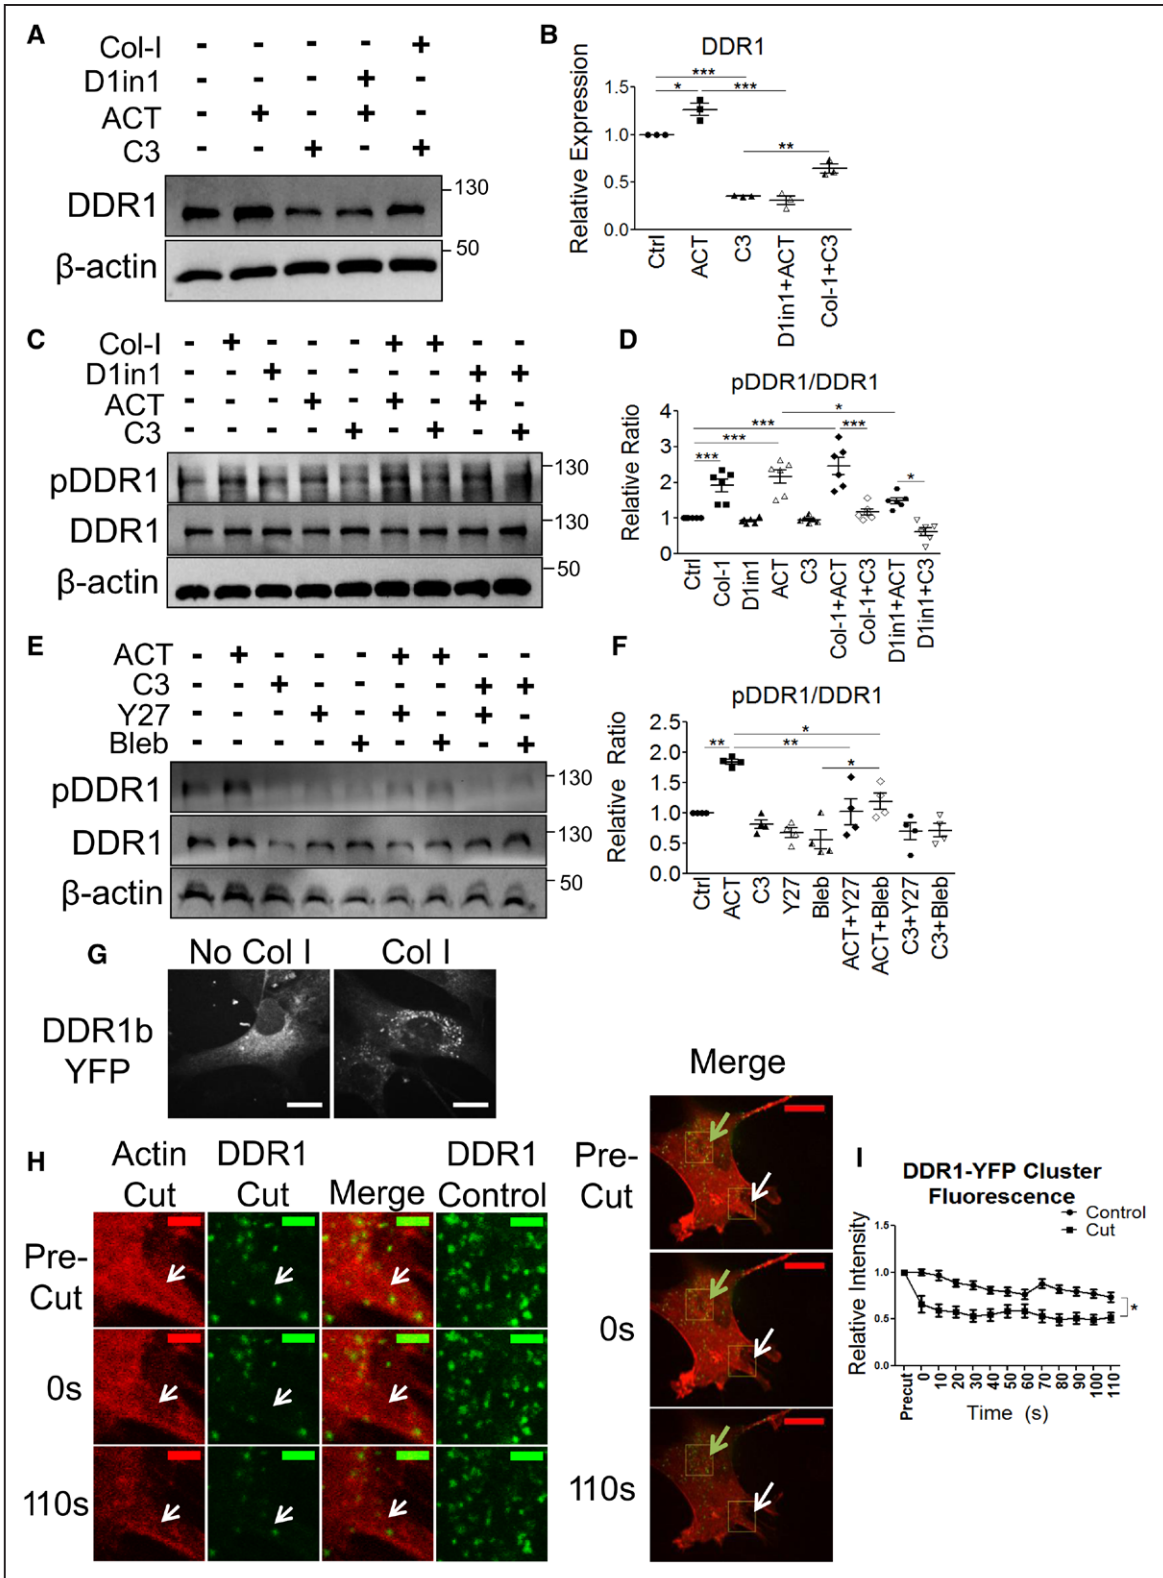 A
Col-I - - - - +
D1in1 - - - + -
ACT - + - + -
C3 - - + - +
DDR1
130
β-actin
50
B
DDR1
Relative Expression
1.5
1.0
0.5
0.0
***
* ***
**
Ctrl
ACT
C3
D1in1+ACT
Col-1+C3
C
Col-I - + - - - + + - -
D1in1 - - + - - - - + +
ACT - - - + - + - + -
C3 - - - - + - + - +
pDDR1
130
DDR1
130
β-actin
50
D
pDDR1/DDR1
Relative Ratio
4
3
2
1
0
*
*** ***
***
***
*
Ctrl
Col-1
D1in1
ACT
C3
Col-1+ACT
Col-1+C3
D1in1+ACT
D1in1+C3
E
ACT - + - - - + + - -
C3 - - + - - - - + +
Y27 - - - + - + - + -
Bleb - - - - + - + - +
pDDR1
130
DDR1
130
β-actin
50
F
pDDR1/DDR1
Relative Ratio
2.5
2.0
1.5
1.0
0.5
0.0
*
** **
*
Ctrl
ACT
C3
Y27
Bleb
ACT+Y27
ACT+Bleb
C3+Y27
C3+Bleb
G
No Col I
Col I
DDR1b
YFP
H
Actin
Cut
DDR1
Cut
Merge
DDR1
Control
Pre-
Cut
0s
110s
Merge
Pre-
Cut
0s
110s
I
DDR1-YFP Cluster
Fluorescence
Control
Cut
Relative Intensity
1.5
1.0
0.5
0.0
*
Precut
0
10
20
30
40
50
60
70
80
90
100
110
Time (s)